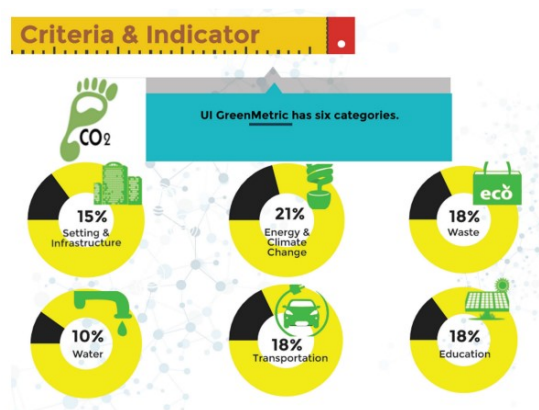 Criteria & Indicator
CO2
UI GreenMetric has six categories.
15%
Setting &
Infrastructure
21%
Energy &
Climate
Change
ecò
18%
Waste
10%
Water
18%
Transportation
18%
Education